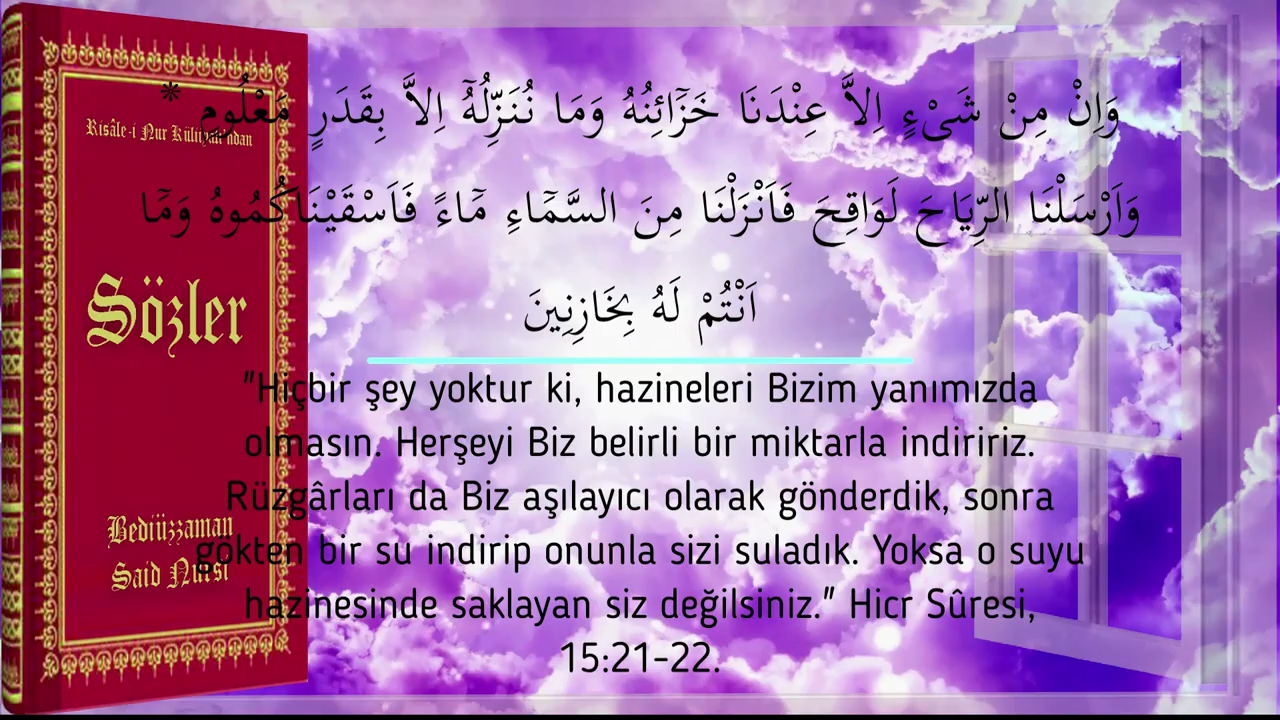 وَاِنْ مِنْ شَىْءٍ اِلاَّ عِنْدَنَا خَزَٓائِنُهُ وَمَا نُنَزِّلُهُٓ اِلاَّ بِقَدَرٍ مَعْلُومٍ *
وَاَرْسَلْنَا الرِّيَاحَ لَوَاقِحَ فَاَنْزَلْنَا مِنَ السَّمَٓاءِ مَٓاءً فَاَسْقَيْنَاكُمُوهُ وَمَٓا
اَنْتُمْ لَهُ بِخَازِنِينَ
"Hiçbir şey yoktur ki, hazineleri Bizim yanımızda
olmasın. Herşeyi Biz belirli bir miktarla indiririz.
Rüzgârları da Biz aşılayıcı olarak gönderdik, sonra
gökten bir su indirip onunla sizi suladık. Yoksa o suyu
hazinesinde saklayan siz değilsiniz." Hicr Sûresi,
15:21-22.
Risâle-i Nur Külliyatı'ndan
Sözler
Bediüzzaman
Said Nursî